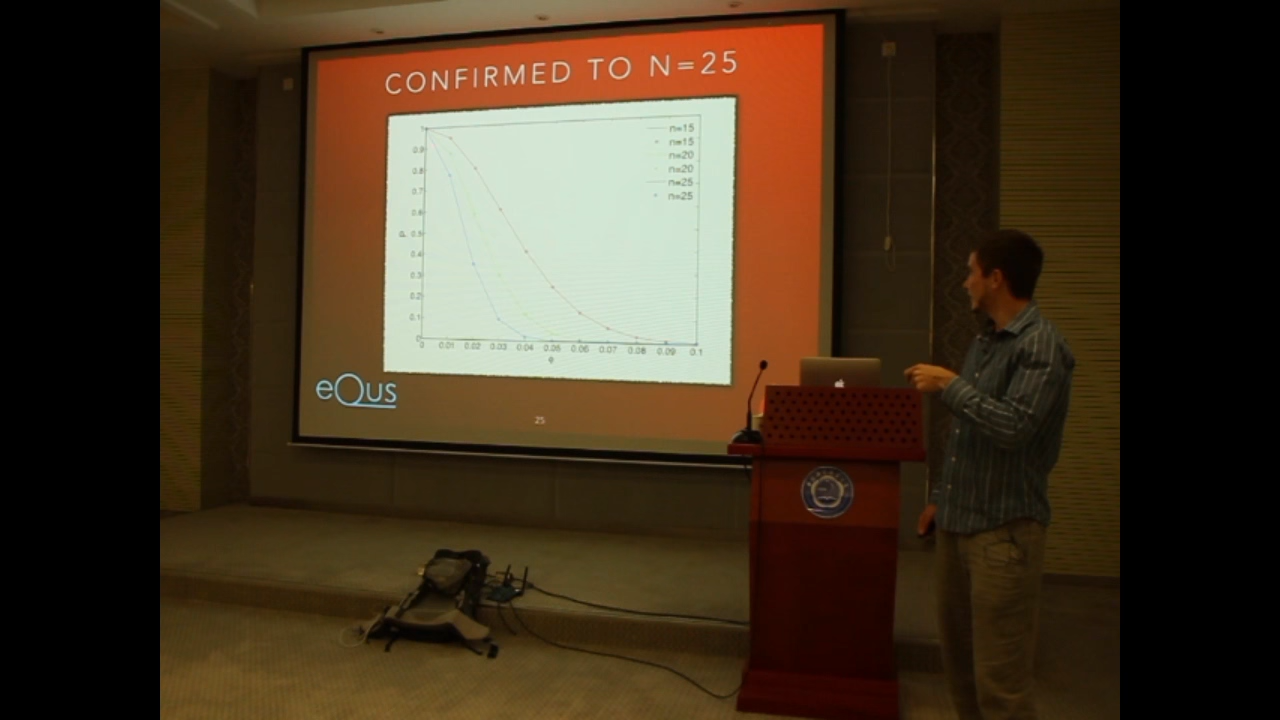 CONFIRMED TO N=25
n=15
n=15
n=20
n=20
n=25
n=25
1
0.9
0.8
0.7
0.6
0.5
0.4
0.3
0.2
0.1
0
P
0 0.01 0.02 0.03 0.04 0.05 0.06 0.07 0.08 0.09 0.1
e
eQus
25